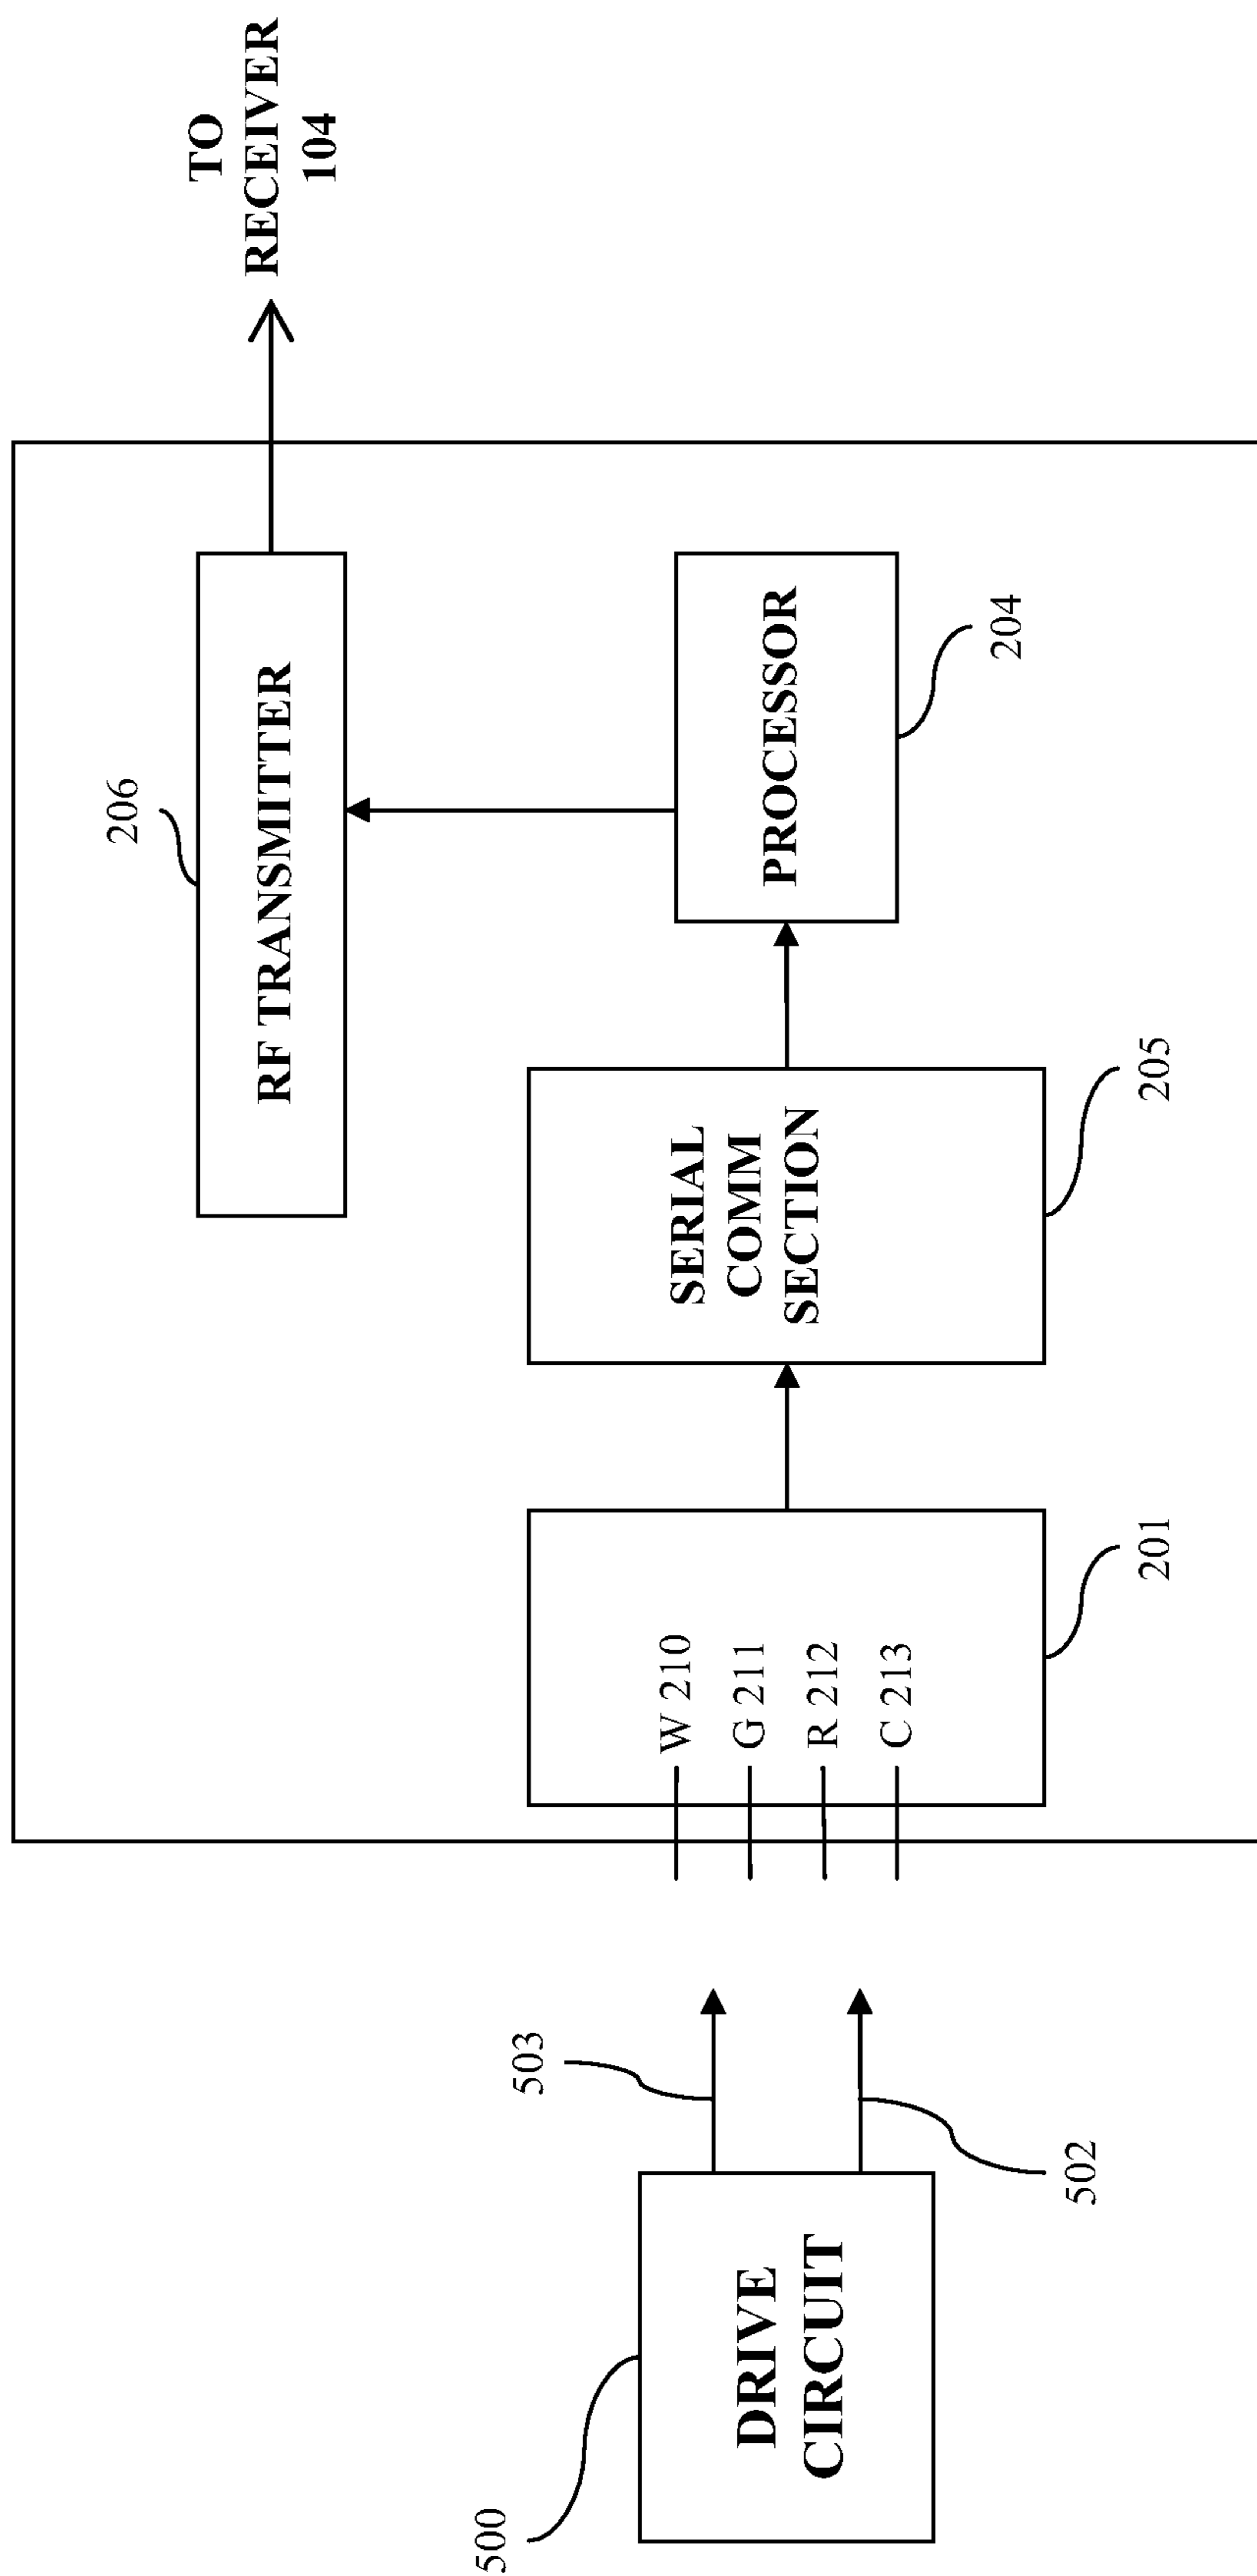 TO
RECEIVER
104
206
RF TRANSMITTER
PROCESSOR
204
SERIAL
COMM
SECTION
205
W 210
G 211
R 212
C 213
201
503
502
DRIVE
CIRCUIT
500